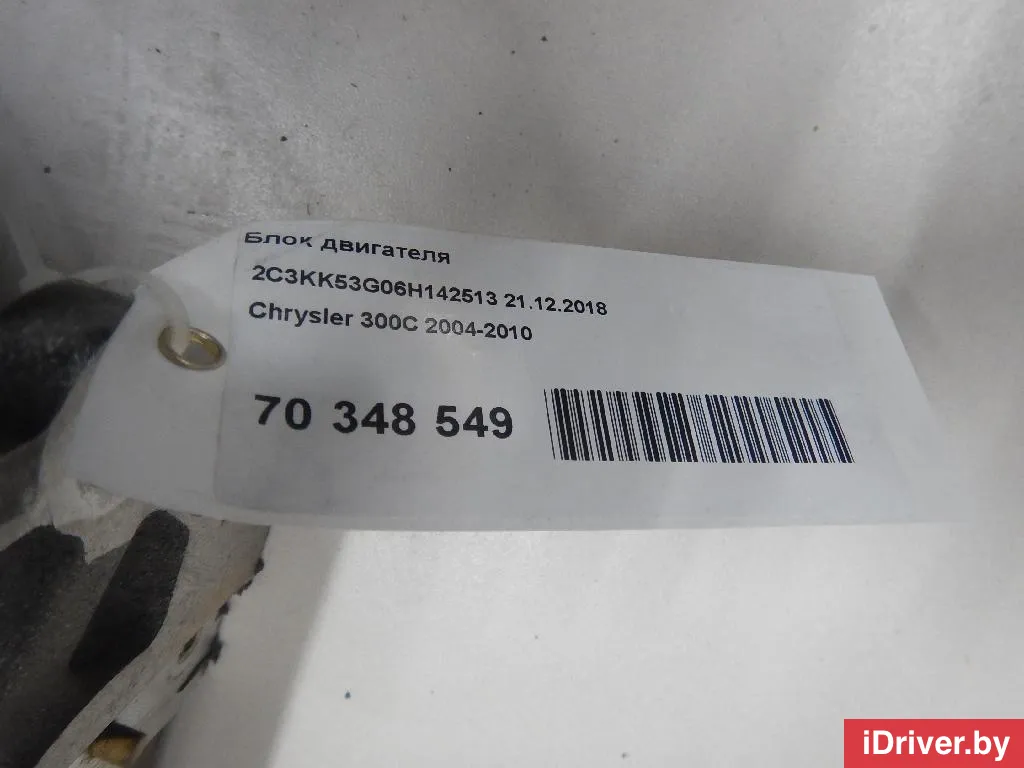 Блок двигателя
2C3KK53G06H142513 21.12.2018
Chrysler 300C 2004-2010
70 348 549
iDriver.by